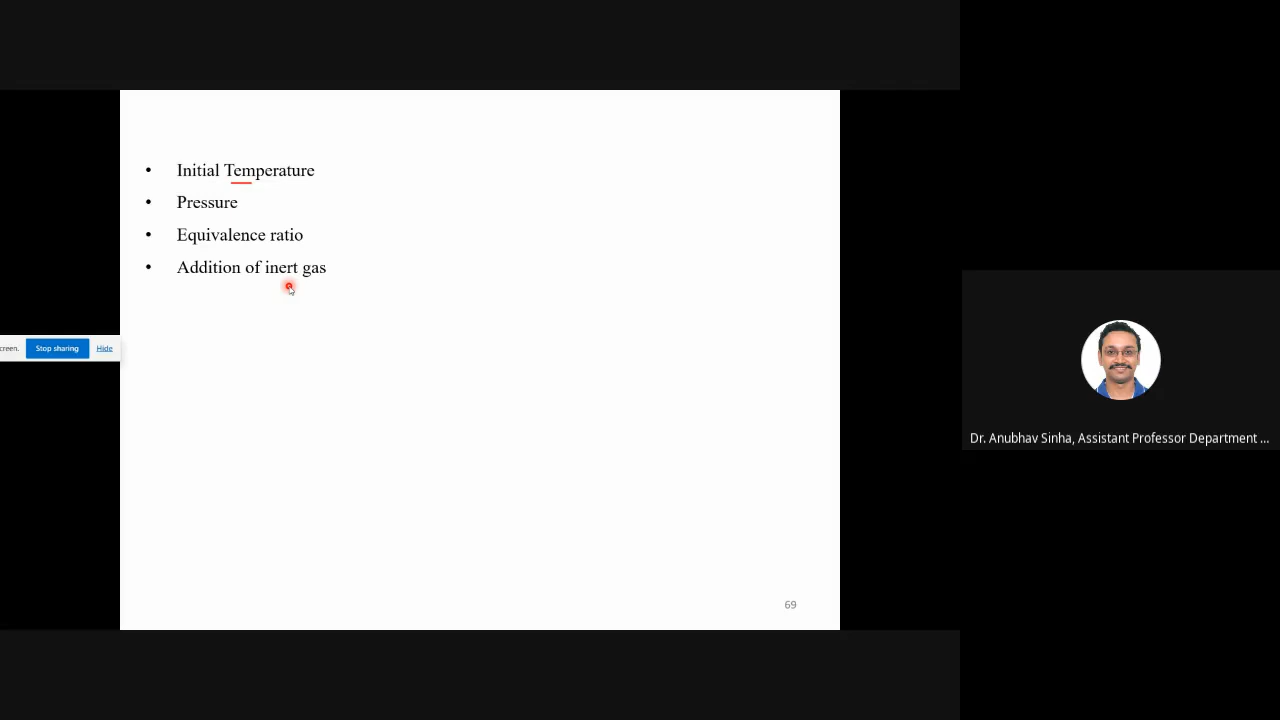 • Initial Temperature
• Pressure
• Equivalence ratio
• Addition of inert gas
creen. Stop sharing Hide
Dr. Anubhav Sinha, Assistant Professor Department ...
69